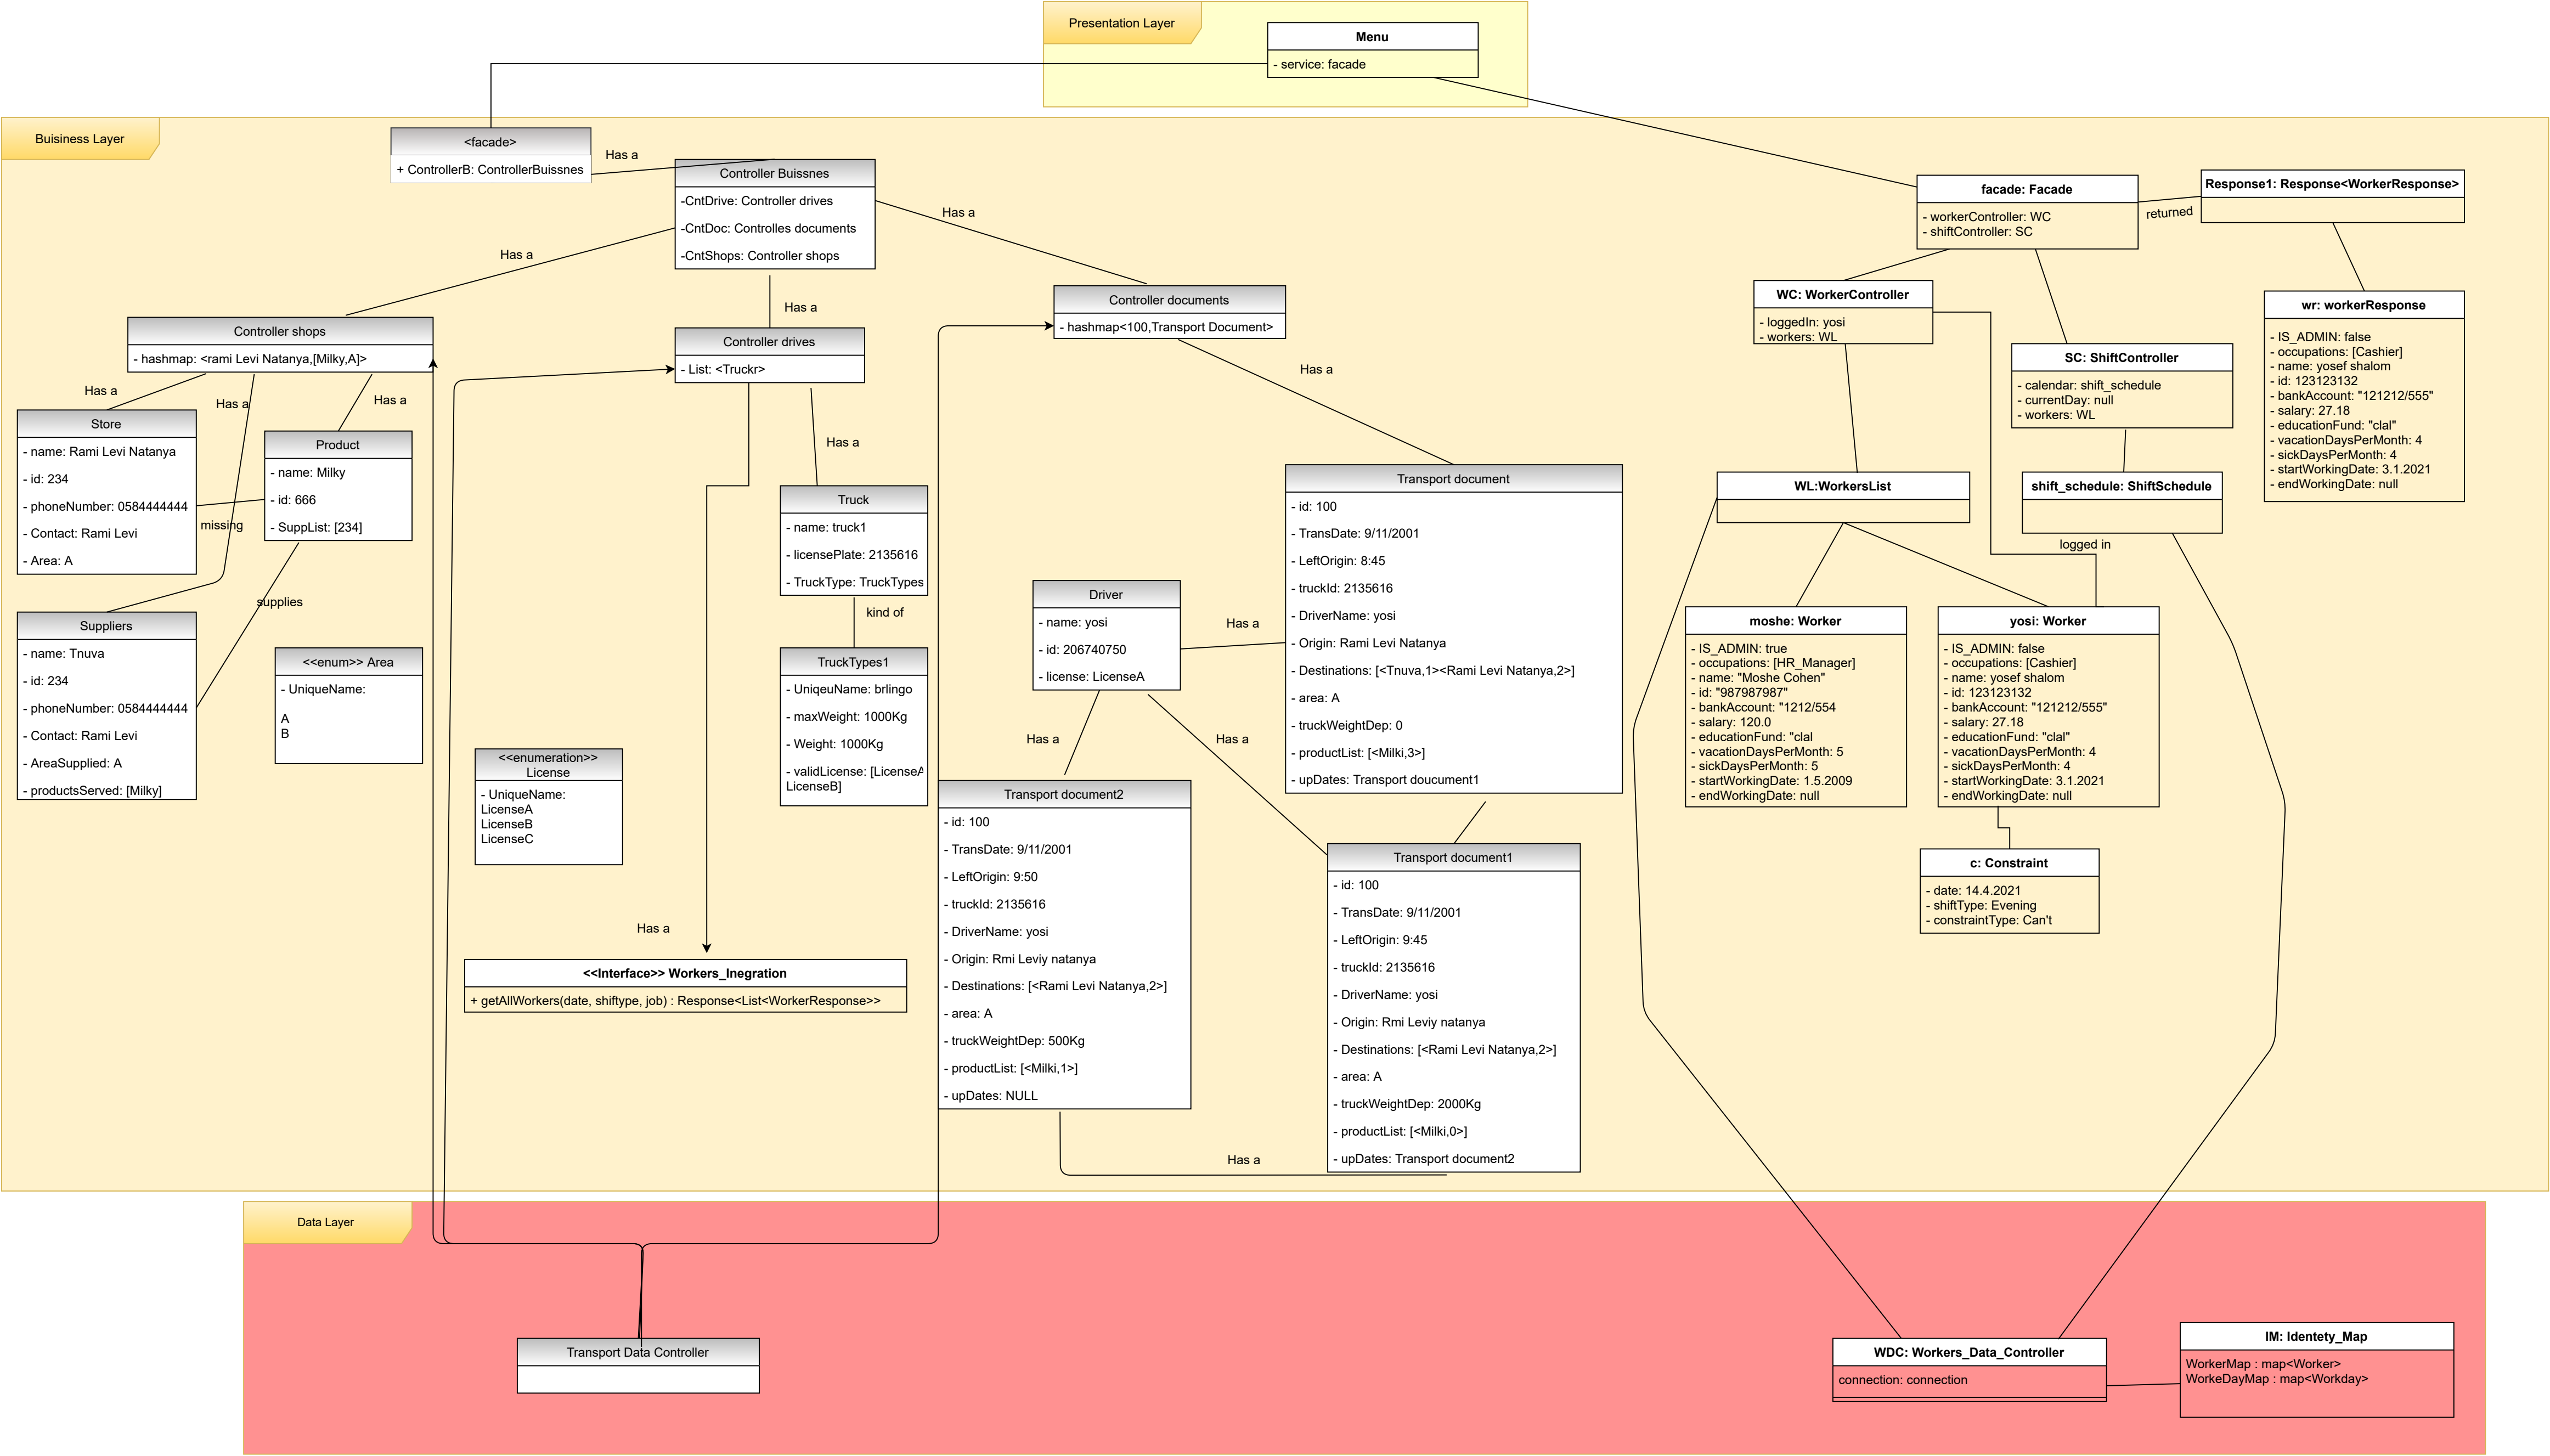 Presentation Layer
Menu
- service: facade
Buisiness Layer
<facade>
+ ControllerB: ControllerBuissnes
Has a
Controller Buissnes
-CntDrive: Controller drives
-CntDoc: Controlles documents
-CntShops: Controller shops
Has a
Has a
Has a
facade: Facade
- workerController: WC
- shiftController: SC
returned
Response1: Response<WorkerResponse>
WC: WorkerController
- loggedIn: yosi
- workers: WL
SC: ShiftController
- calendar: shift_schedule
- currentDay: null
- workers: WL
wr: workerResponse
- IS_ADMIN: false
- occupations: [Cashier]
- name: yosef shalom
- id: 123123132
- bankAccount: "121212/555"
- salary: 27.18
- educationFund: "clal"
- vacationDaysPerMonth: 4
- sickDaysPerMonth: 4
- startWorkingDate: 3.1.2021
- endWorkingDate: null
Controller shops
- hashmap: <rami Levi Natanya,[Milky,A]>
Controller drives
- List: <Truckr>
Controller documents
- hashmap<100,Transport Document>
Has a
Has a
Has a
Has a
Has a
Store
- name: Rami Levi Natanya
- id: 234
- phoneNumber: 0584444444
- Contact: Rami Levi
- Area: A
missing
Product
- name: Milky
- id: 666
- SuppList: [234]
supplies
Suppliers
- name: Tnuva
- id: 234
- phoneNumber: 0584444444
- Contact: Rami Levi
- AreaSupplied: A
- productsServed: [Milky]
<<enum>> Area
- UniqueName:
A
B
<<enumeration>>
License
- UniqueName:
LicenseA
LicenseB
LicenseC
Truck
- name: truck1
- licensePlate: 2135616
- TruckType: TruckTypes
kind of
TruckTypes1
- UniqeuName: brlingo
- maxWeight: 1000Kg
- Weight: 1000Kg
- validLicense: [LicenseA
LicenseB]
Has a
<<Interface>> Workers_Inegration
+ getAllWorkers(date, shiftype, job) : Response<List<WorkerResponse>>
Driver
- name: yosi
- id: 206740750
- license: LicenseA
Has a
Has a
Has a
Transport document
- id: 100
- TransDate: 9/11/2001
- LeftOrigin: 8:45
- truckId: 2135616
- DriverName: yosi
- Origin: Rami Levi Natanya
- Destinations: [<Tnuva,1><Rami Levi Natanya,2>]
- area: A
- truckWeightDep: 0
- productList: [<Milki,3>]
- upDates: Transport doucument1
Transport document2
- id: 100
- TransDate: 9/11/2001
- LeftOrigin: 9:50
- truckId: 2135616
- DriverName: yosi
- Origin: Rmi Leviy natanya
- Destinations: [<Rami Levi Natanya,2>]
- area: A
- truckWeightDep: 500Kg
- productList: [<Milki,1>]
- upDates: NULL
Transport document1
- id: 100
- TransDate: 9/11/2001
- LeftOrigin: 9:45
- truckId: 2135616
- DriverName: yosi
- Origin: Rmi Leviy natanya
- Destinations: [<Rami Levi Natanya,2>]
- area: A
- truckWeightDep: 2000Kg
- productList: [<Milki,0>]
- upDates: Transport document2
Has a
WL:WorkersList
shift_schedule: ShiftSchedule
logged in
moshe: Worker
- IS_ADMIN: true
- occupations: [HR_Manager]
- name: "Moshe Cohen"
- id: "987987987"
- bankAccount: "1212/554
- salary: 120.0
- educationFund: "clal
- vacationDaysPerMonth: 5
- sickDaysPerMonth: 5
- startWorkingDate: 1.5.2009
- endWorkingDate: null
yosi: Worker
- IS_ADMIN: false
- occupations: [Cashier]
- name: yosef shalom
- id: 123123132
- bankAccount: "121212/555"
- salary: 27.18
- educationFund: "clal"
- vacationDaysPerMonth: 4
- sickDaysPerMonth: 4
- startWorkingDate: 3.1.2021
- endWorkingDate: null
c: Constraint
- date: 14.4.2021
- shiftType: Evening
- constraintType: Can't
Data Layer
Transport Data Controller
WDC: Workers_Data_Controller
connection: connection
IM: Identety_Map
WorkerMap : map<Worker>
WorkeDayMap : map<Workday>